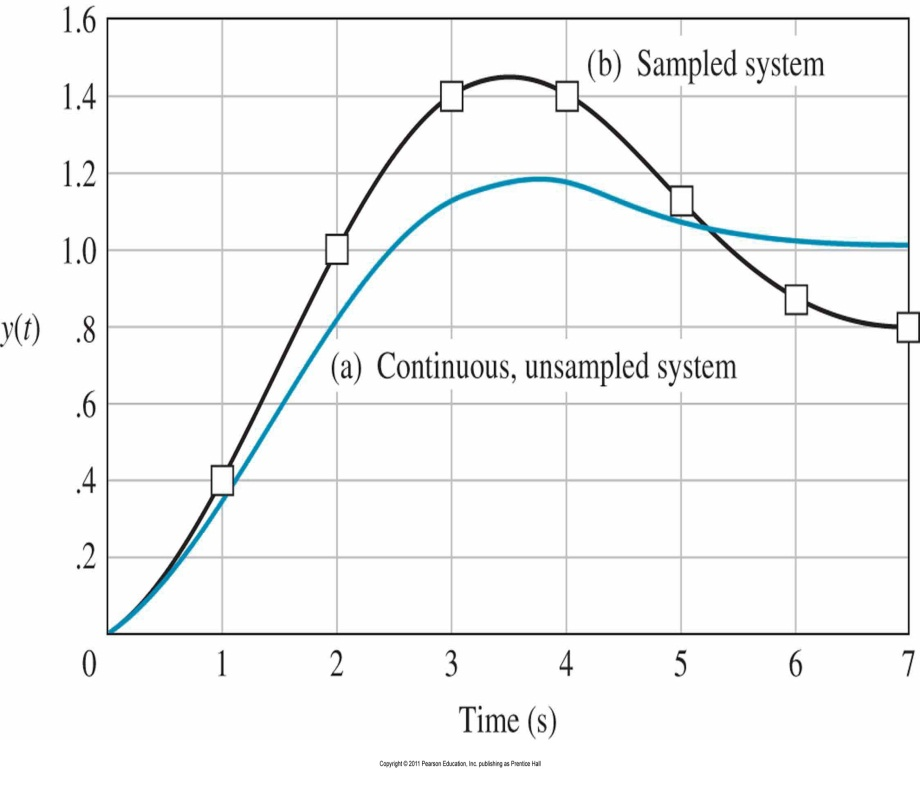 1.6
(b) Sampled system
1.4
1.2
1.0
y(t)
.8
(a) Continuous, unsampled system
.6
.4
.2
0 1 2 3 4 5 6 7
Time (s)
Copyright © 2011 Pearson Education, Inc. publishing as Prentice Hall